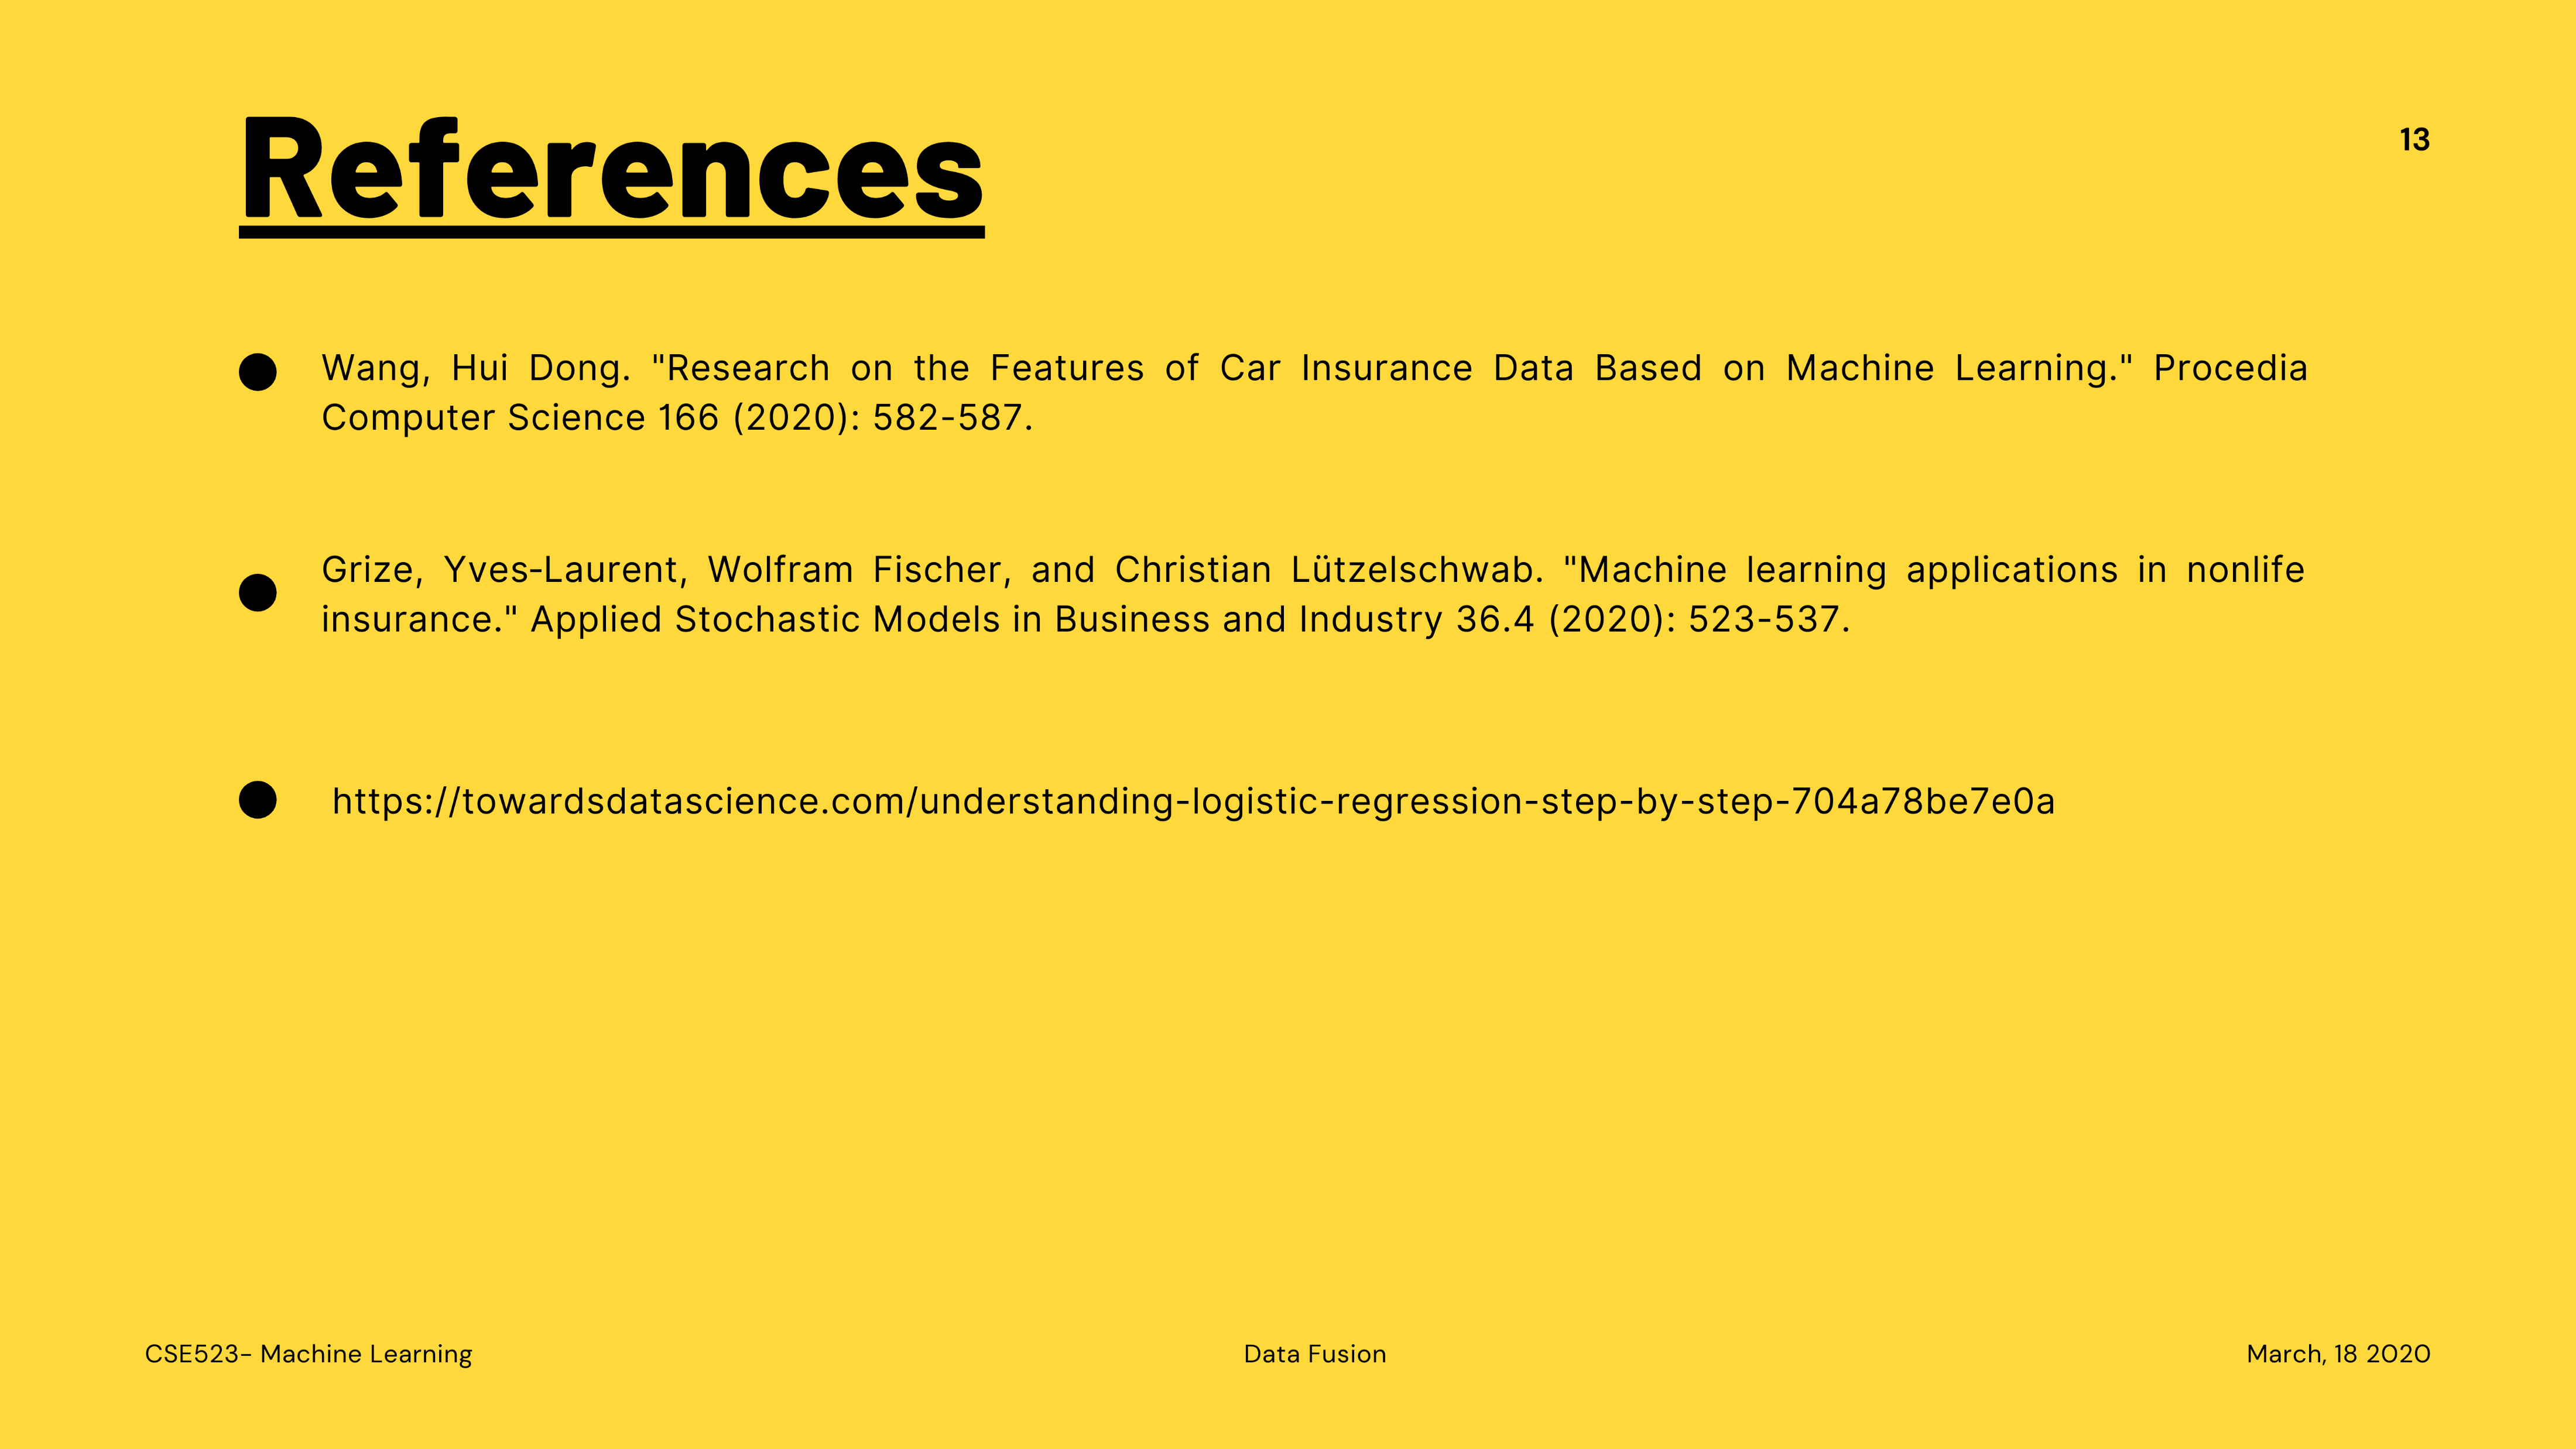 References
13
Wang, Hui Dong. "Research on the Features of Car Insurance Data Based on Machine Learning." Procedia
Computer Science 166 (2020): 582-587.
Grize, Yves-Laurent, Wolfram Fischer, and Christian Lützelschwab. "Machine learning applications in nonlife
insurance." Applied Stochastic Models in Business and Industry 36.4 (2020): 523-537.
https://towardsdatascience.com/understanding-logistic-regression-step-by-step-704a78be7e0a
CSE523- Machine Learning
Data Fusion
March, 18 2020